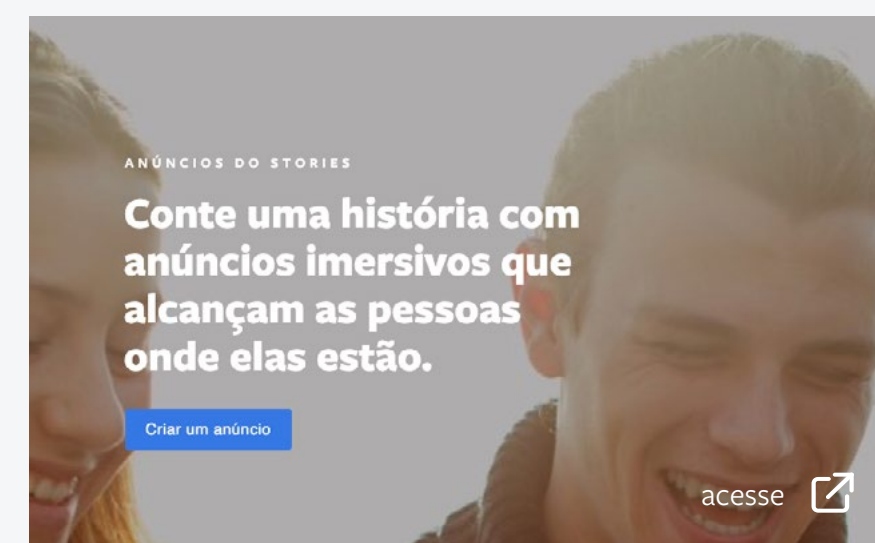 ANÚNCIOS DO STORIES
Conte uma história com
anúncios imersivos que
alcançam as pessoas
onde elas estão.
Criar um anúncio
acesse